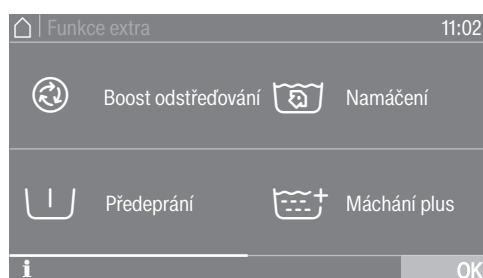 Funkce extra 11:02
Boost odstřeďování Namáčení
Předeprání Máchání plus
i OK